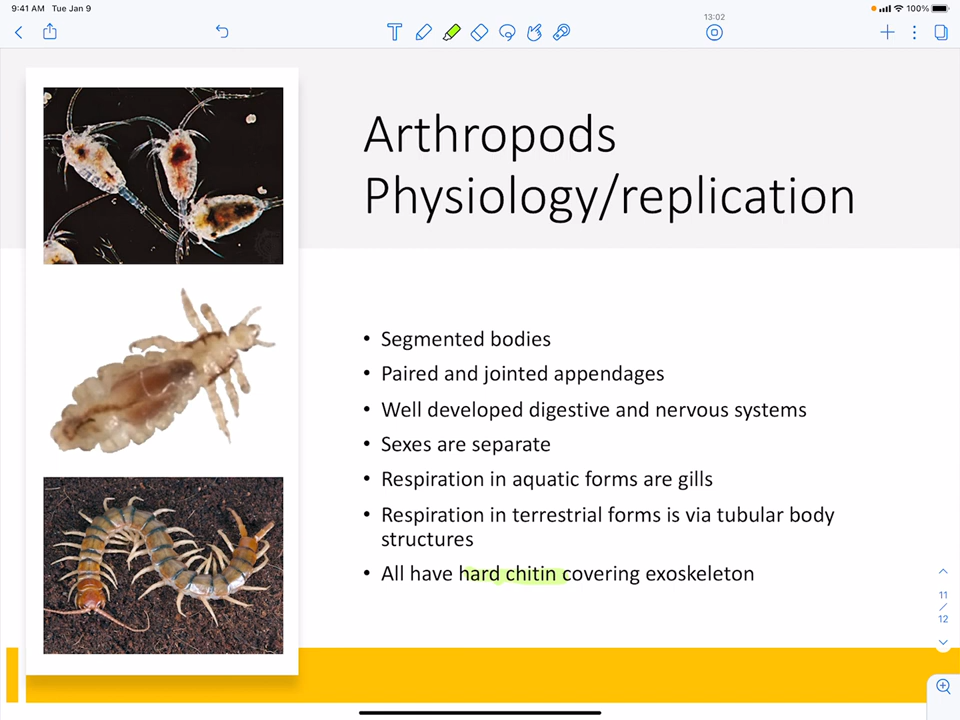 9:41 AM Tue Jan 9
100%
13:02
Arthropods
Physiology/replication
• Segmented bodies
• Paired and jointed appendages
• Well developed digestive and nervous systems
• Sexes are separate
• Respiration in aquatic forms are gills
• Respiration in terrestrial forms is via tubular body
structures
• All have hard chitin covering exoskeleton
11
/
12